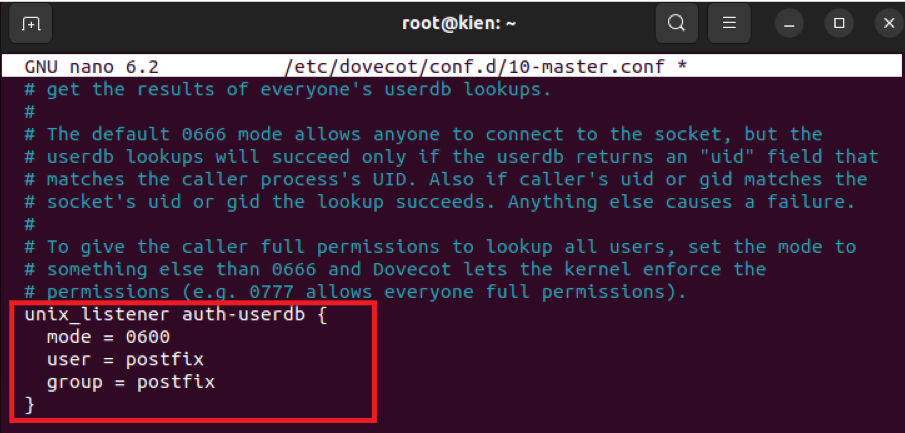 root@kien: ~
GNU nano 6.2 /etc/dovecot/conf.d/10-master.conf *
# get the results of everyone's userdb lookups.
#
# The default 0666 mode allows anyone to connect to the socket, but the
# userdb lookups will succeed only if the userdb returns an "uid" field that
# matches the caller process's UID. Also if caller's uid or gid matches the
# socket's uid or gid the lookup succeeds. Anything else causes a failure.
#
# To give the caller full permissions to lookup all users, set the mode to
# something else than 0666 and Dovecot lets the kernel enforce the
# permissions (e.g. 0777 allows everyone full permissions).
unix_listener auth-userdb {
  mode = 0600
  user = postfix
  group = postfix
}